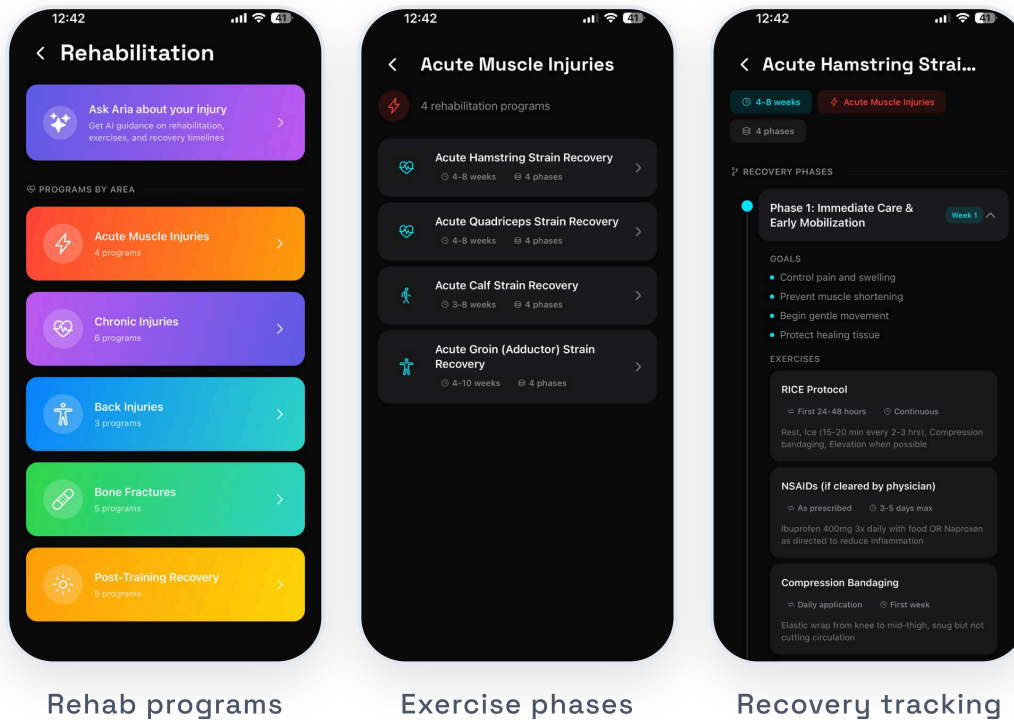 12:42
41
Rehabilitation
Ask Aria about your injury
Get AI guidance on rehabilitation,
exercises, and recovery timelines
PROGRAMS BY AREA
Acute Muscle Injuries
4 programs
Chronic Injuries
6 programs
Back Injuries
3 programs
Bone Fractures
5 programs
Post-Training Recovery
5 programs
Rehab programs
12:42
41
Acute Muscle Injuries
4 rehabilitation programs
Acute Hamstring Strain Recovery
4-8 weeks 4 phases
Acute Quadriceps Strain Recovery
4-8 weeks 4 phases
Acute Calf Strain Recovery
3-8 weeks 4 phases
Acute Groin (Adductor) Strain
Recovery
4-10 weeks 4 phases
Exercise phases
12:42
41
Acute Hamstring Strai...
4-8 weeks Acute Muscle Injuries
4 phases
RECOVERY PHASES
Phase 1: Immediate Care &
Early Mobilization
Week 1
GOALS
Control pain and swelling
Prevent muscle shortening
Begin gentle movement
Protect healing tissue
EXERCISES
RICE Protocol
First 24-48 hours Continuous
Rest, Ice (15-20 min every 2-3 hrs), Compression
bandaging, Elevation when possible
NSAIDs (if cleared by physician)
As prescribed 3-5 days max
Ibuprofen 400mg 3x daily with food OR Naproxen
as directed to reduce inflammation
Compression Bandaging
Daily application First week
Elastic wrap from knee to mid-thigh, snug but not
cutting circulation
Recovery tracking